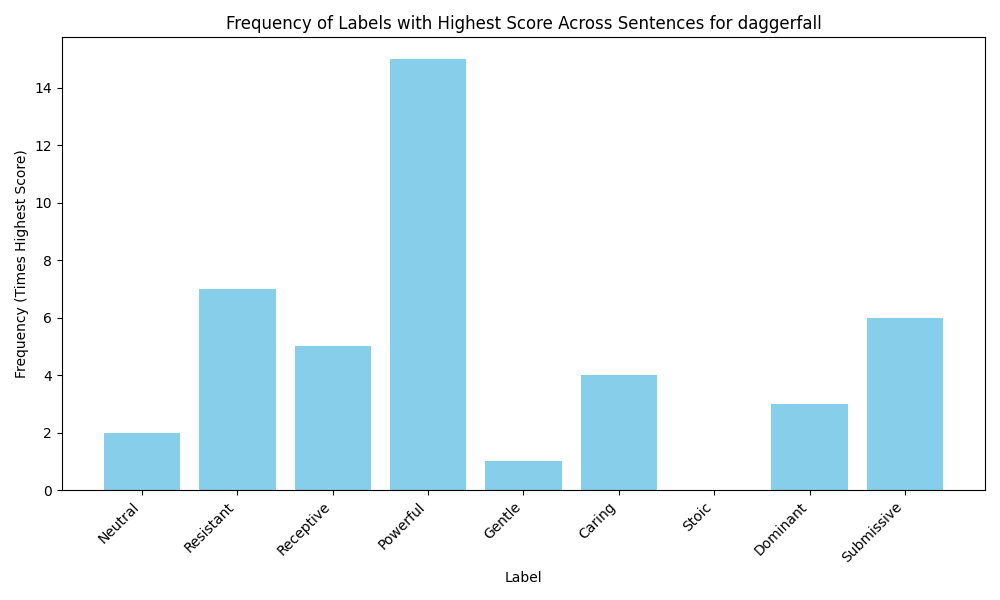 Frequency of Labels with Highest Score Across Sentences for daggerfall
Frequency (Times Highest Score)
14
12
10
8
6
4
2
0
Neutral
Resistant
Receptive
Powerful
Gentle
Caring
Stoic
Dominant
Submissive
Label